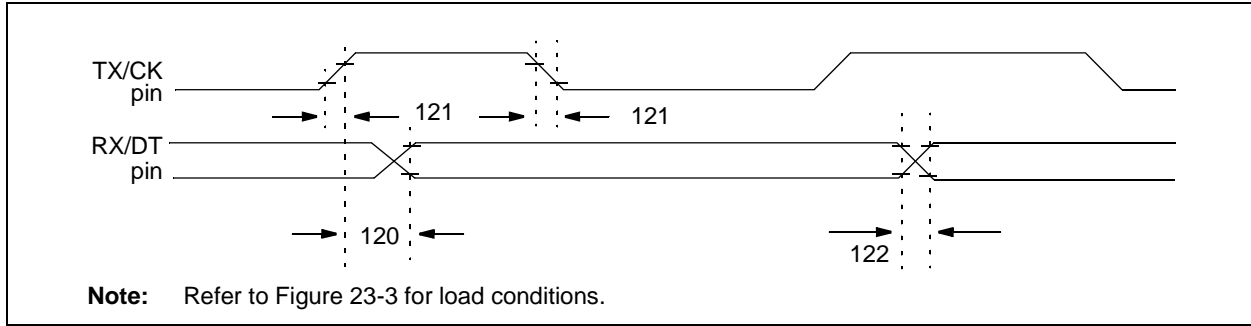 TX/CK
pin
121
121
RX/DT
pin
120
122
Note: Refer to Figure 23-3 for load conditions.